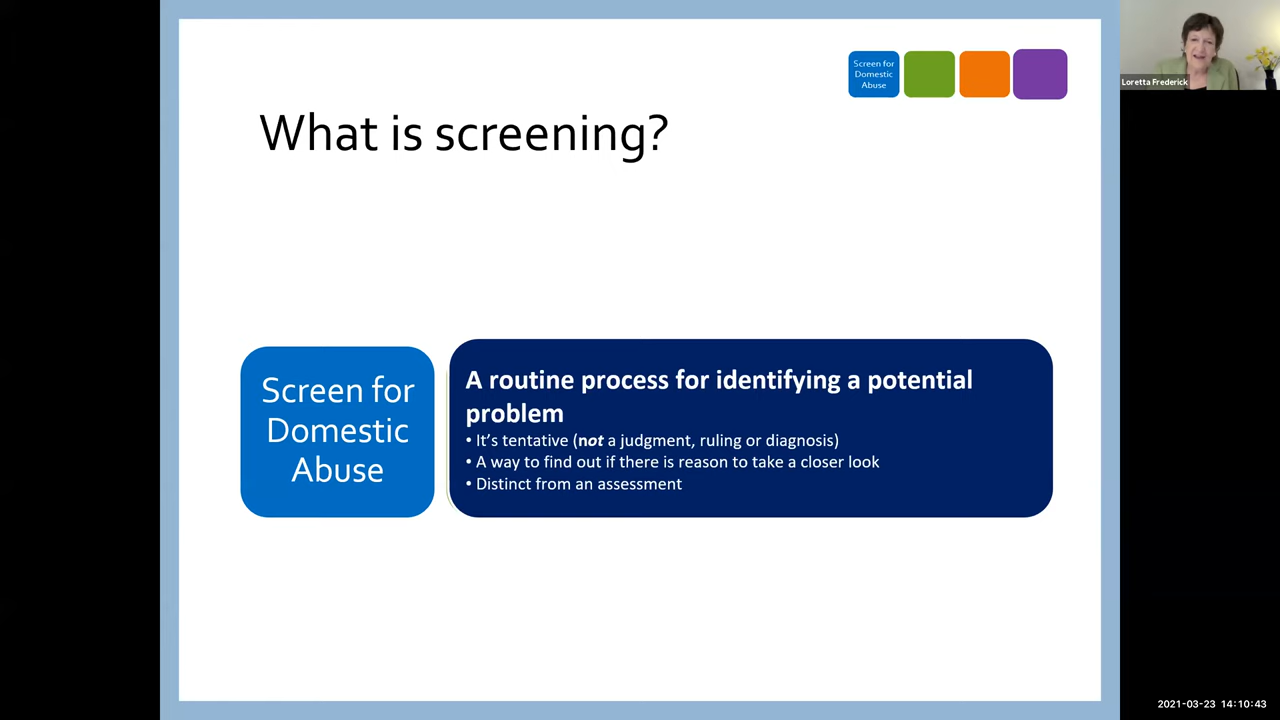 Screen for
Domestic
Abuse
Loretta Frederick
What is screening?
Screen for
Domestic
Abuse
A routine process for identifying a potential
problem
• It's tentative (not a judgment, ruling or diagnosis)
• A way to find out if there is reason to take a closer look
• Distinct from an assessment
2021-03-23 14:10:43